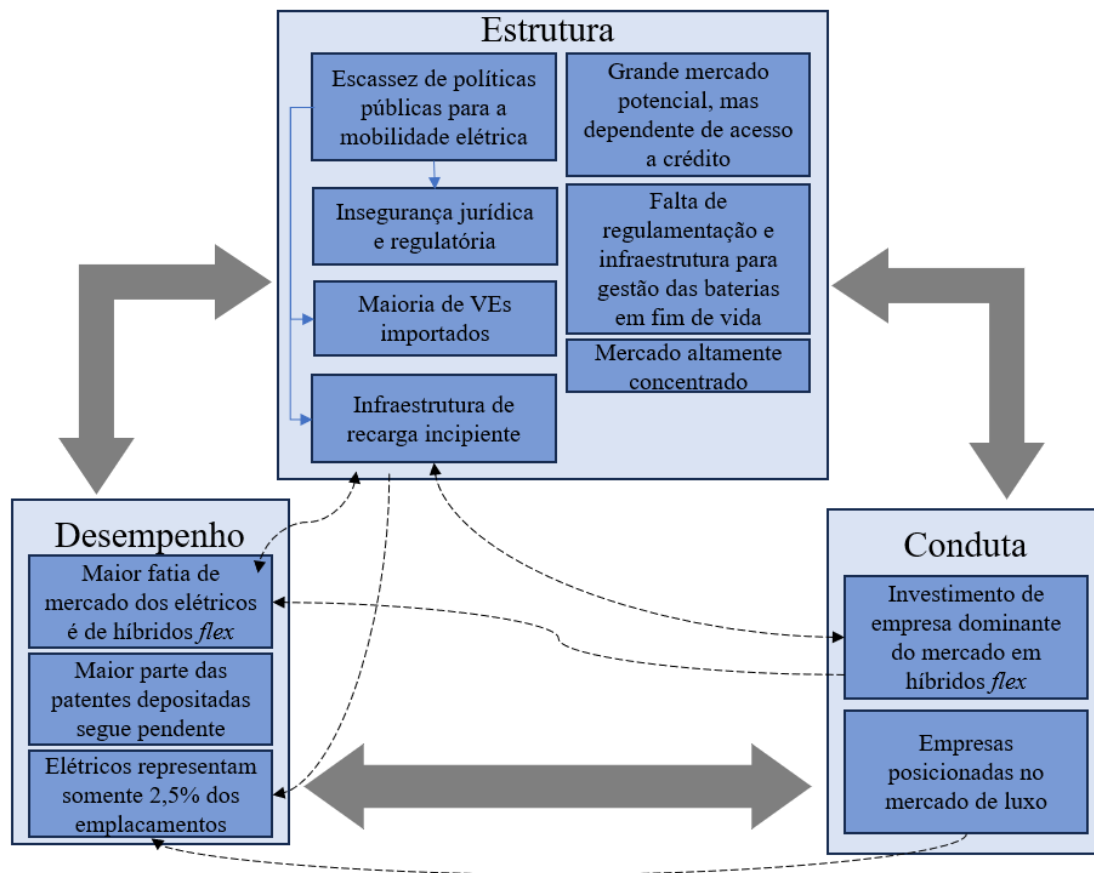 Estrutura
Escassez de políticas
públicas para a
mobilidade elétrica
Insegurança jurídica
e regulatória
Maioria de VEs
importados
Infraestrutura de
recarga incipiente
Grande mercado
potencial, mas
dependente de acesso
a crédito
Falta de
regulamentação e
infraestrutura para
gestão das baterias
em fim de vida
Mercado altamente
concentrado
Desempenho
Maior fatia de
mercado dos elétricos
é de híbridos flex
Maior parte das
patentes depositadas
segue pendente
Elétricos representam
somente 2,5% dos
emplacamentos
Conduta
Investimento de
empresa dominante
do mercado em
híbridos flex
Empresas
posicionadas no
mercado de luxo